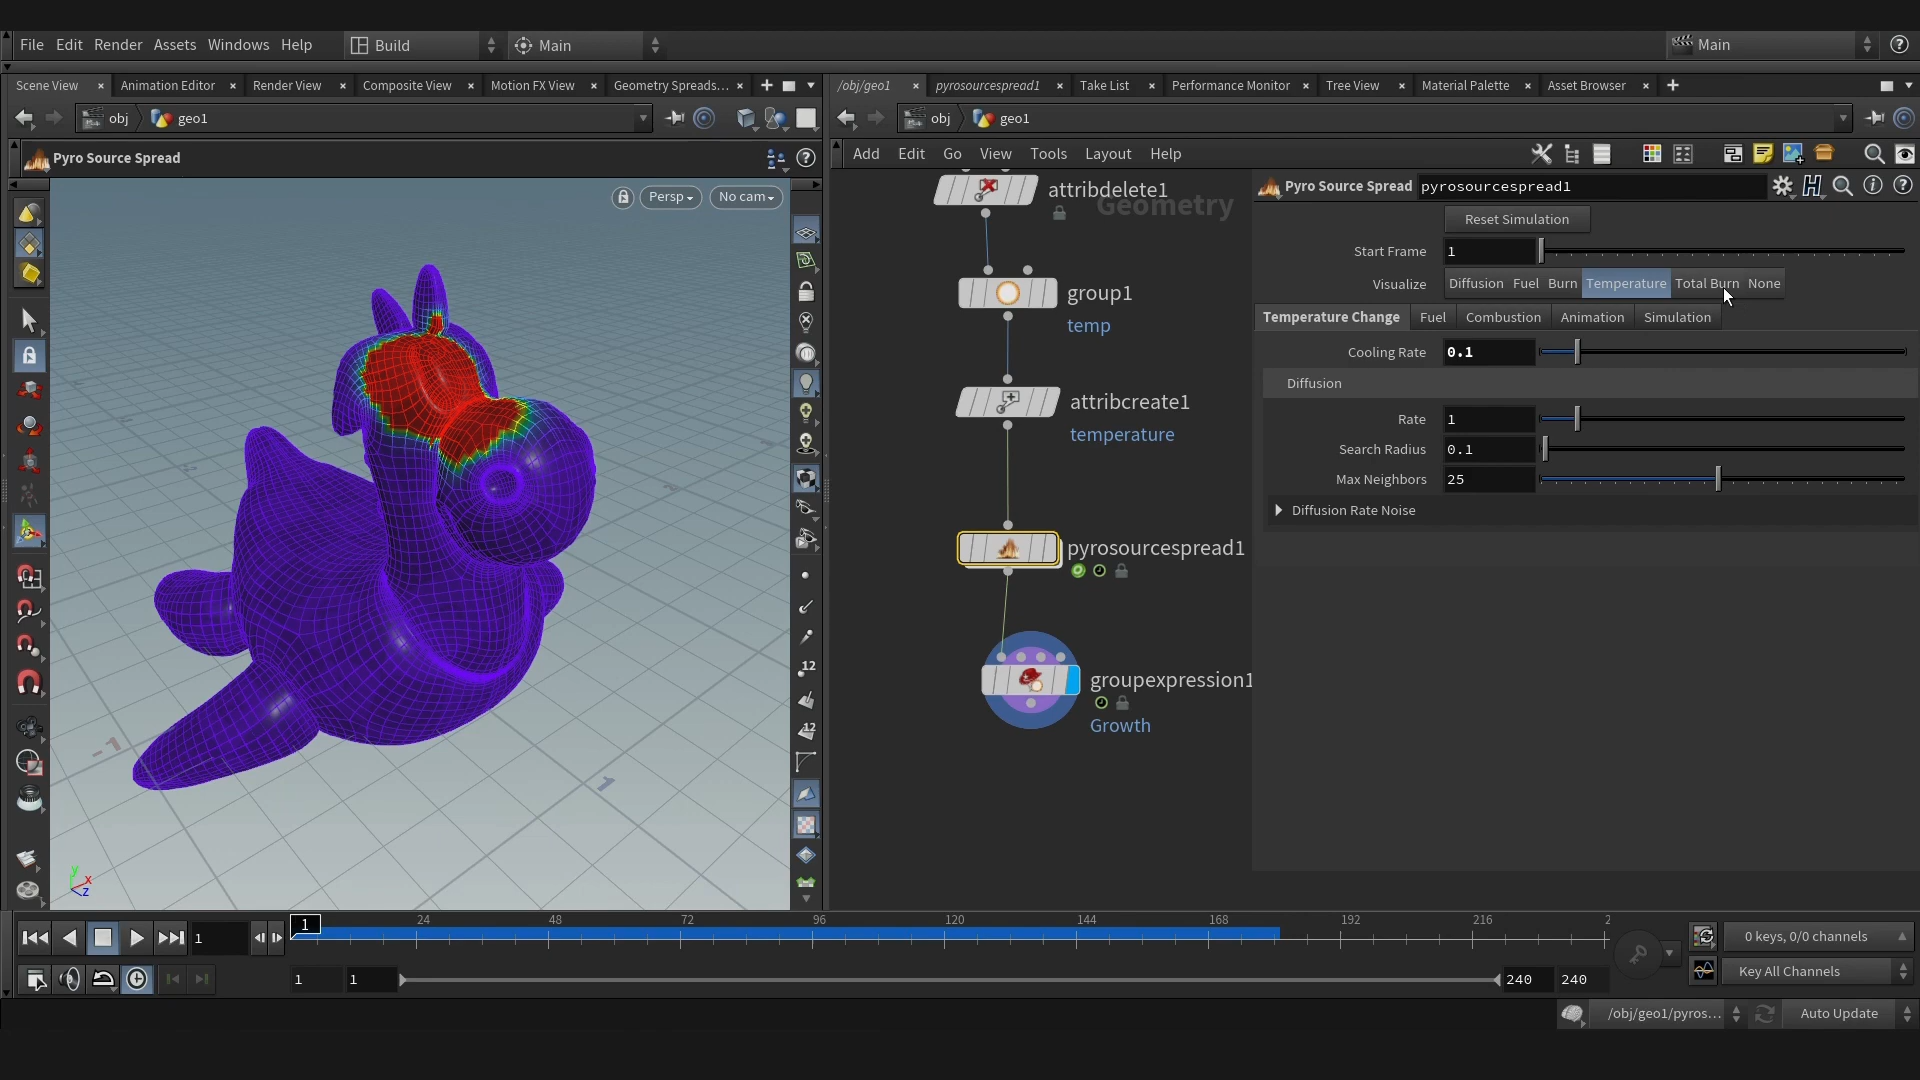 File Edit Render Assets Windows Help Build Main Main
Scene View Animation Editor Render View Composite View Motion FX View Geometry Spreads... /obj/geo1 pyrosourcespread1 Take List Performance Monitor Tree View Material Palette Asset Browser
obj geo1 obj geo1
Pyro Source Spread
Add Edit Go View Tools Layout Help
Persp No cam
attribdelete1
Geometry
group1
temp
attribcreate1
temperature
pyrosourcespread1
groupexpression1
Growth
Pyro Source Spread pyrosourcespread1
Reset Simulation
Start Frame 1
Visualize Diffusion Fuel Burn Temperature Total Burn None
Temperature Change Fuel Combustion Animation Simulation
Cooling Rate 0.1
Diffusion
Rate 1
Search Radius 0.1
Max Neighbors 25
Diffusion Rate Noise
12
12
-1
1
y
x
z
1 1 24 48 72 96 120 144 168 192 216 2
0 keys, 0/0 channels
1 1 240 240
Key All Channels
/obj/geo1/pyros... Auto Update